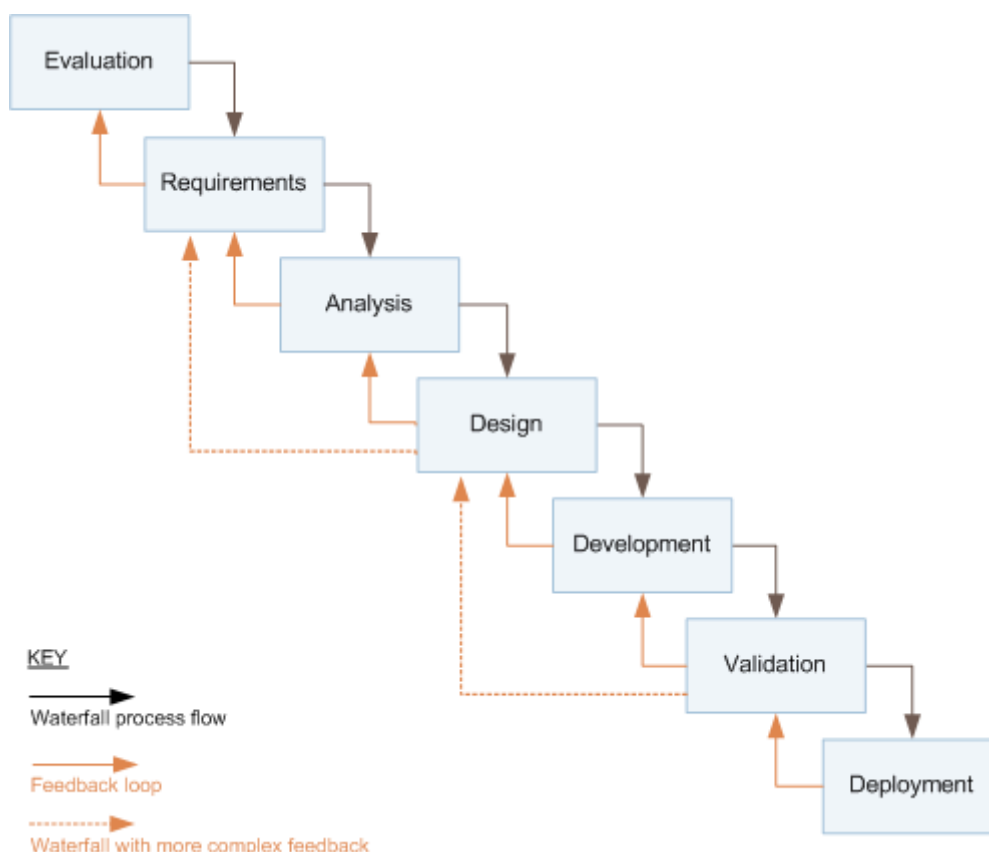 Evaluation
Requirements
Analysis
Design
Development
Validation
Deployment
KEY
Waterfall process flow
Feedback loop
Waterfall with more complex feedback